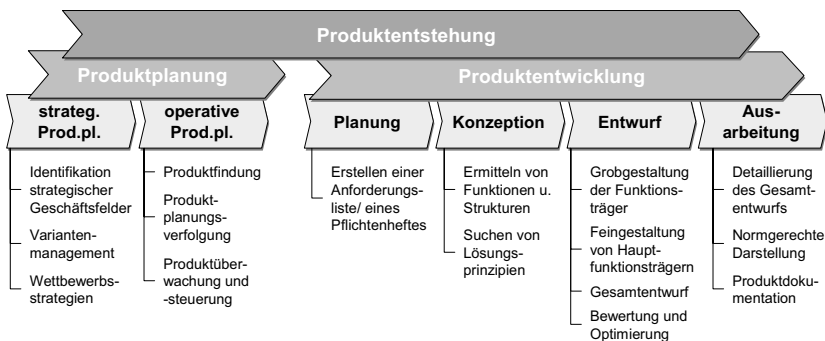 Produktentstehung
Produktplanung
Produktentwicklung
strateg.
Prod.pl.
operative
Prod.pl.
Planung
Konzeption
Entwurf
Aus-
arbeitung
Identifikation
strategischer
Geschäftsfelder
Varianten-
management
Wettbewerbs-
strategien
Produktfindung
Produkt-
planungs-
verfolgung
Produktüber-
wachung und
-steuerung
Erstellen einer
Anforderungs-
liste/ eines
Pflichtenheftes
Ermitteln von
Funktionen u.
Strukturen
Suchen von
Lösungs-
prinzipien
Grobgestaltung
der Funktions-
träger
Feingestaltung
von Haupt-
funktionsträgern
Gesamtentwurf
Bewertung und
Optimierung
Detaillierung
des Gesamt-
entwurfs
Normgerechte
Darstellung
Produktdoku-
mentation